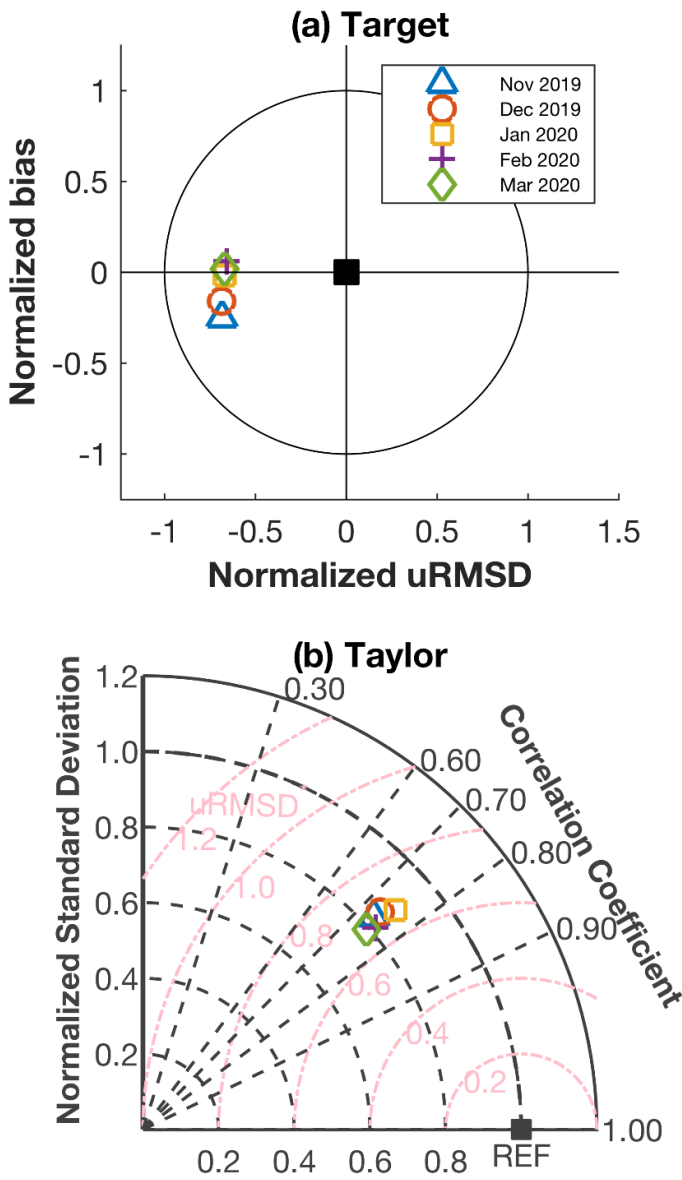 (a) Target
Normalized bias
1
0.5
0
-0.5
-1
Nov 2019
Dec 2019
Jan 2020
Feb 2020
Mar 2020
-1 -0.5 0 0.5 1 1.5
Normalized uRMSD
(b) Taylor
Normalized Standard Deviation
1.2
1.0
0.8
0.6
0.4
0.2
0.30
0.60
0.70
0.80
0.90
1.00
Correlation Coefficient
uRMSD
1.2
1.0
0.8
0.6
0.4
0.2
0.2 0.4 0.6 0.8 REF